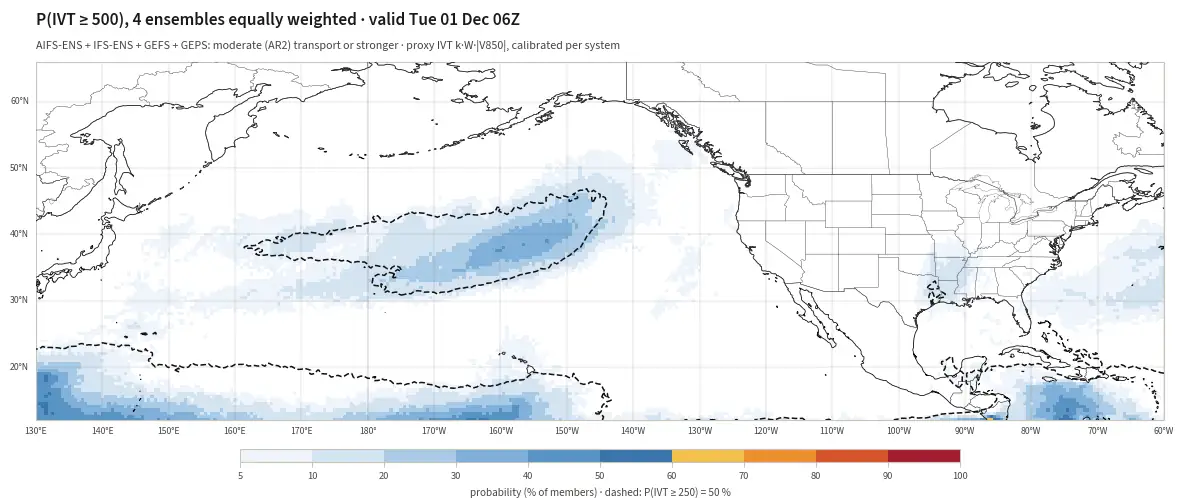 P(IVT ≥ 500), 4 ensembles equally weighted · valid Tue 01 Dec 06Z
AIFS-ENS + IFS-ENS + GEFS + GEPS: moderate (AR2) transport or stronger · proxy IVT k·W·|V850|, calibrated per system
60°N
50°N
40°N
30°N
20°N
130°E 140°E 150°E 160°E 170°E 180° 170°W 160°W 150°W 140°W 130°W 120°W 110°W 100°W 90°W 80°W 70°W 60°W
5 10 20 30 40 50 60 70 80 90 100
probability (% of members) · dashed: P(IVT ≥ 250) = 50 %